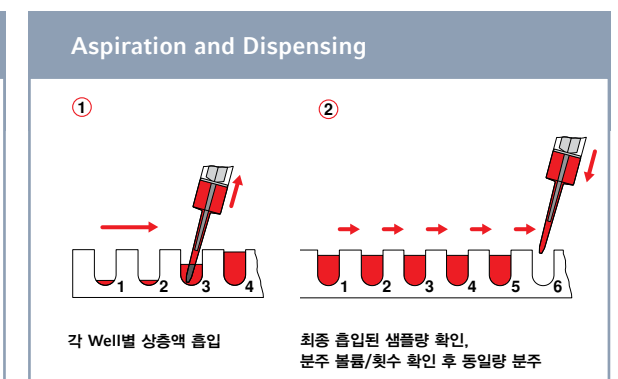 Aspiration and Dispensing
① ②
1 2 3 4
1 2 3 4 5 6
각 Well별 상층액 흡입
최종 흡입된 샘플량 확인,
분주 볼륨/횟수 확인 후 동일량 분주